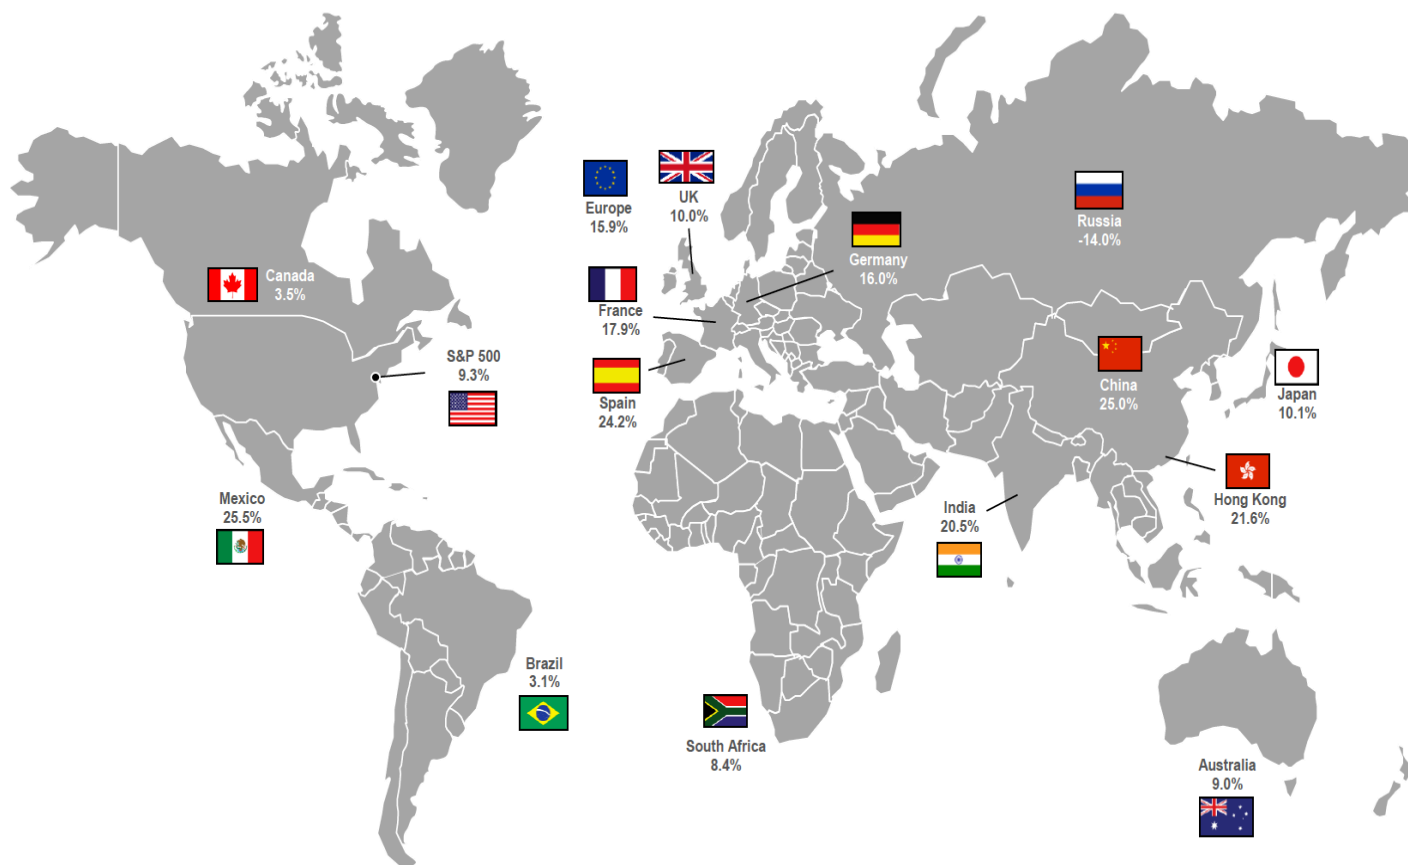 Europe
15.9%
UK
10.0%
Russia
-14.0%
Germany
16.0%
Canada
3.5%
France
17.9%
S&P 500
9.3%
Spain
24.2%
China
25.0%
Japan
10.1%
Mexico
25.5%
India
20.5%
Hong Kong
21.6%
Brazil
3.1%
South Africa
8.4%
Australia
9.0%